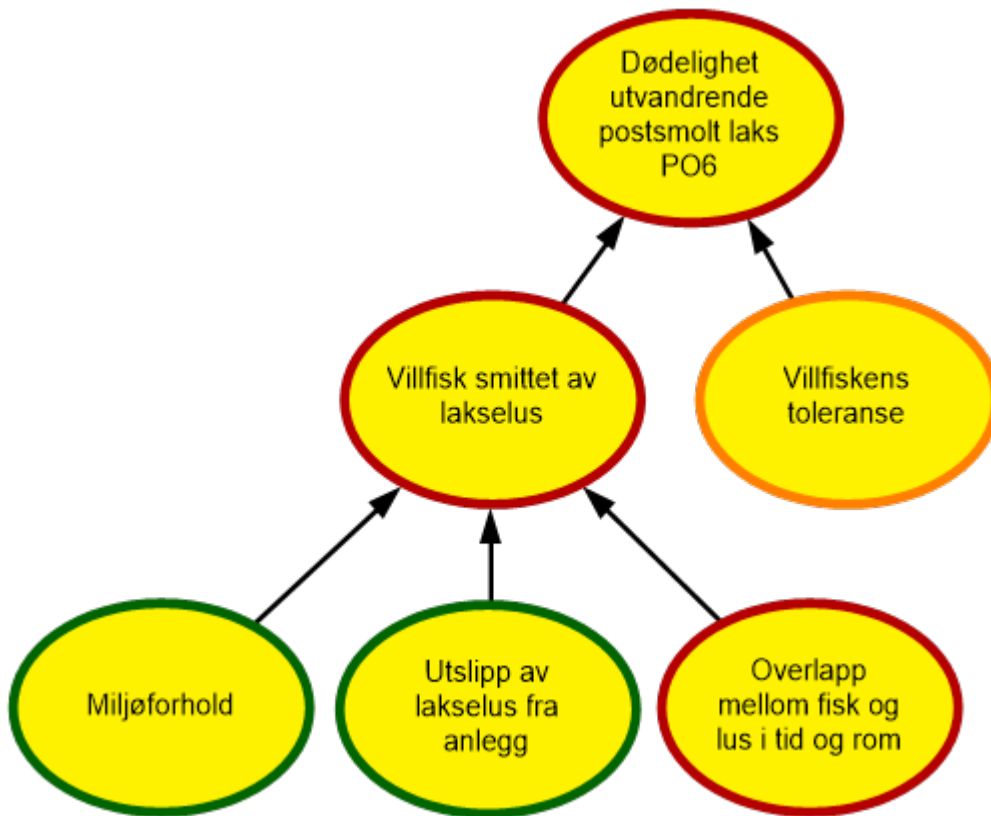 Dødelighet
utvandrende
postsmolt laks
PO6
Villfisk smittet av
lakselus
Villfiskens
toleranse
Miljøforhold
Utslipp av
lakselus fra
anlegg
Overlapp
mellom fisk og
lus i tid og rom